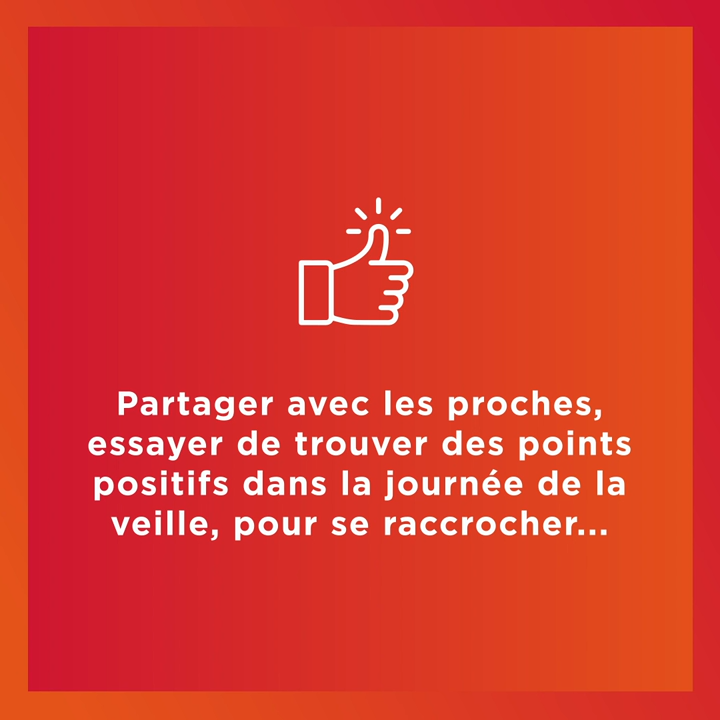 Partager avec les proches,
essayer de trouver des points
positifs dans la journée de la
veille, pour se raccrocher...